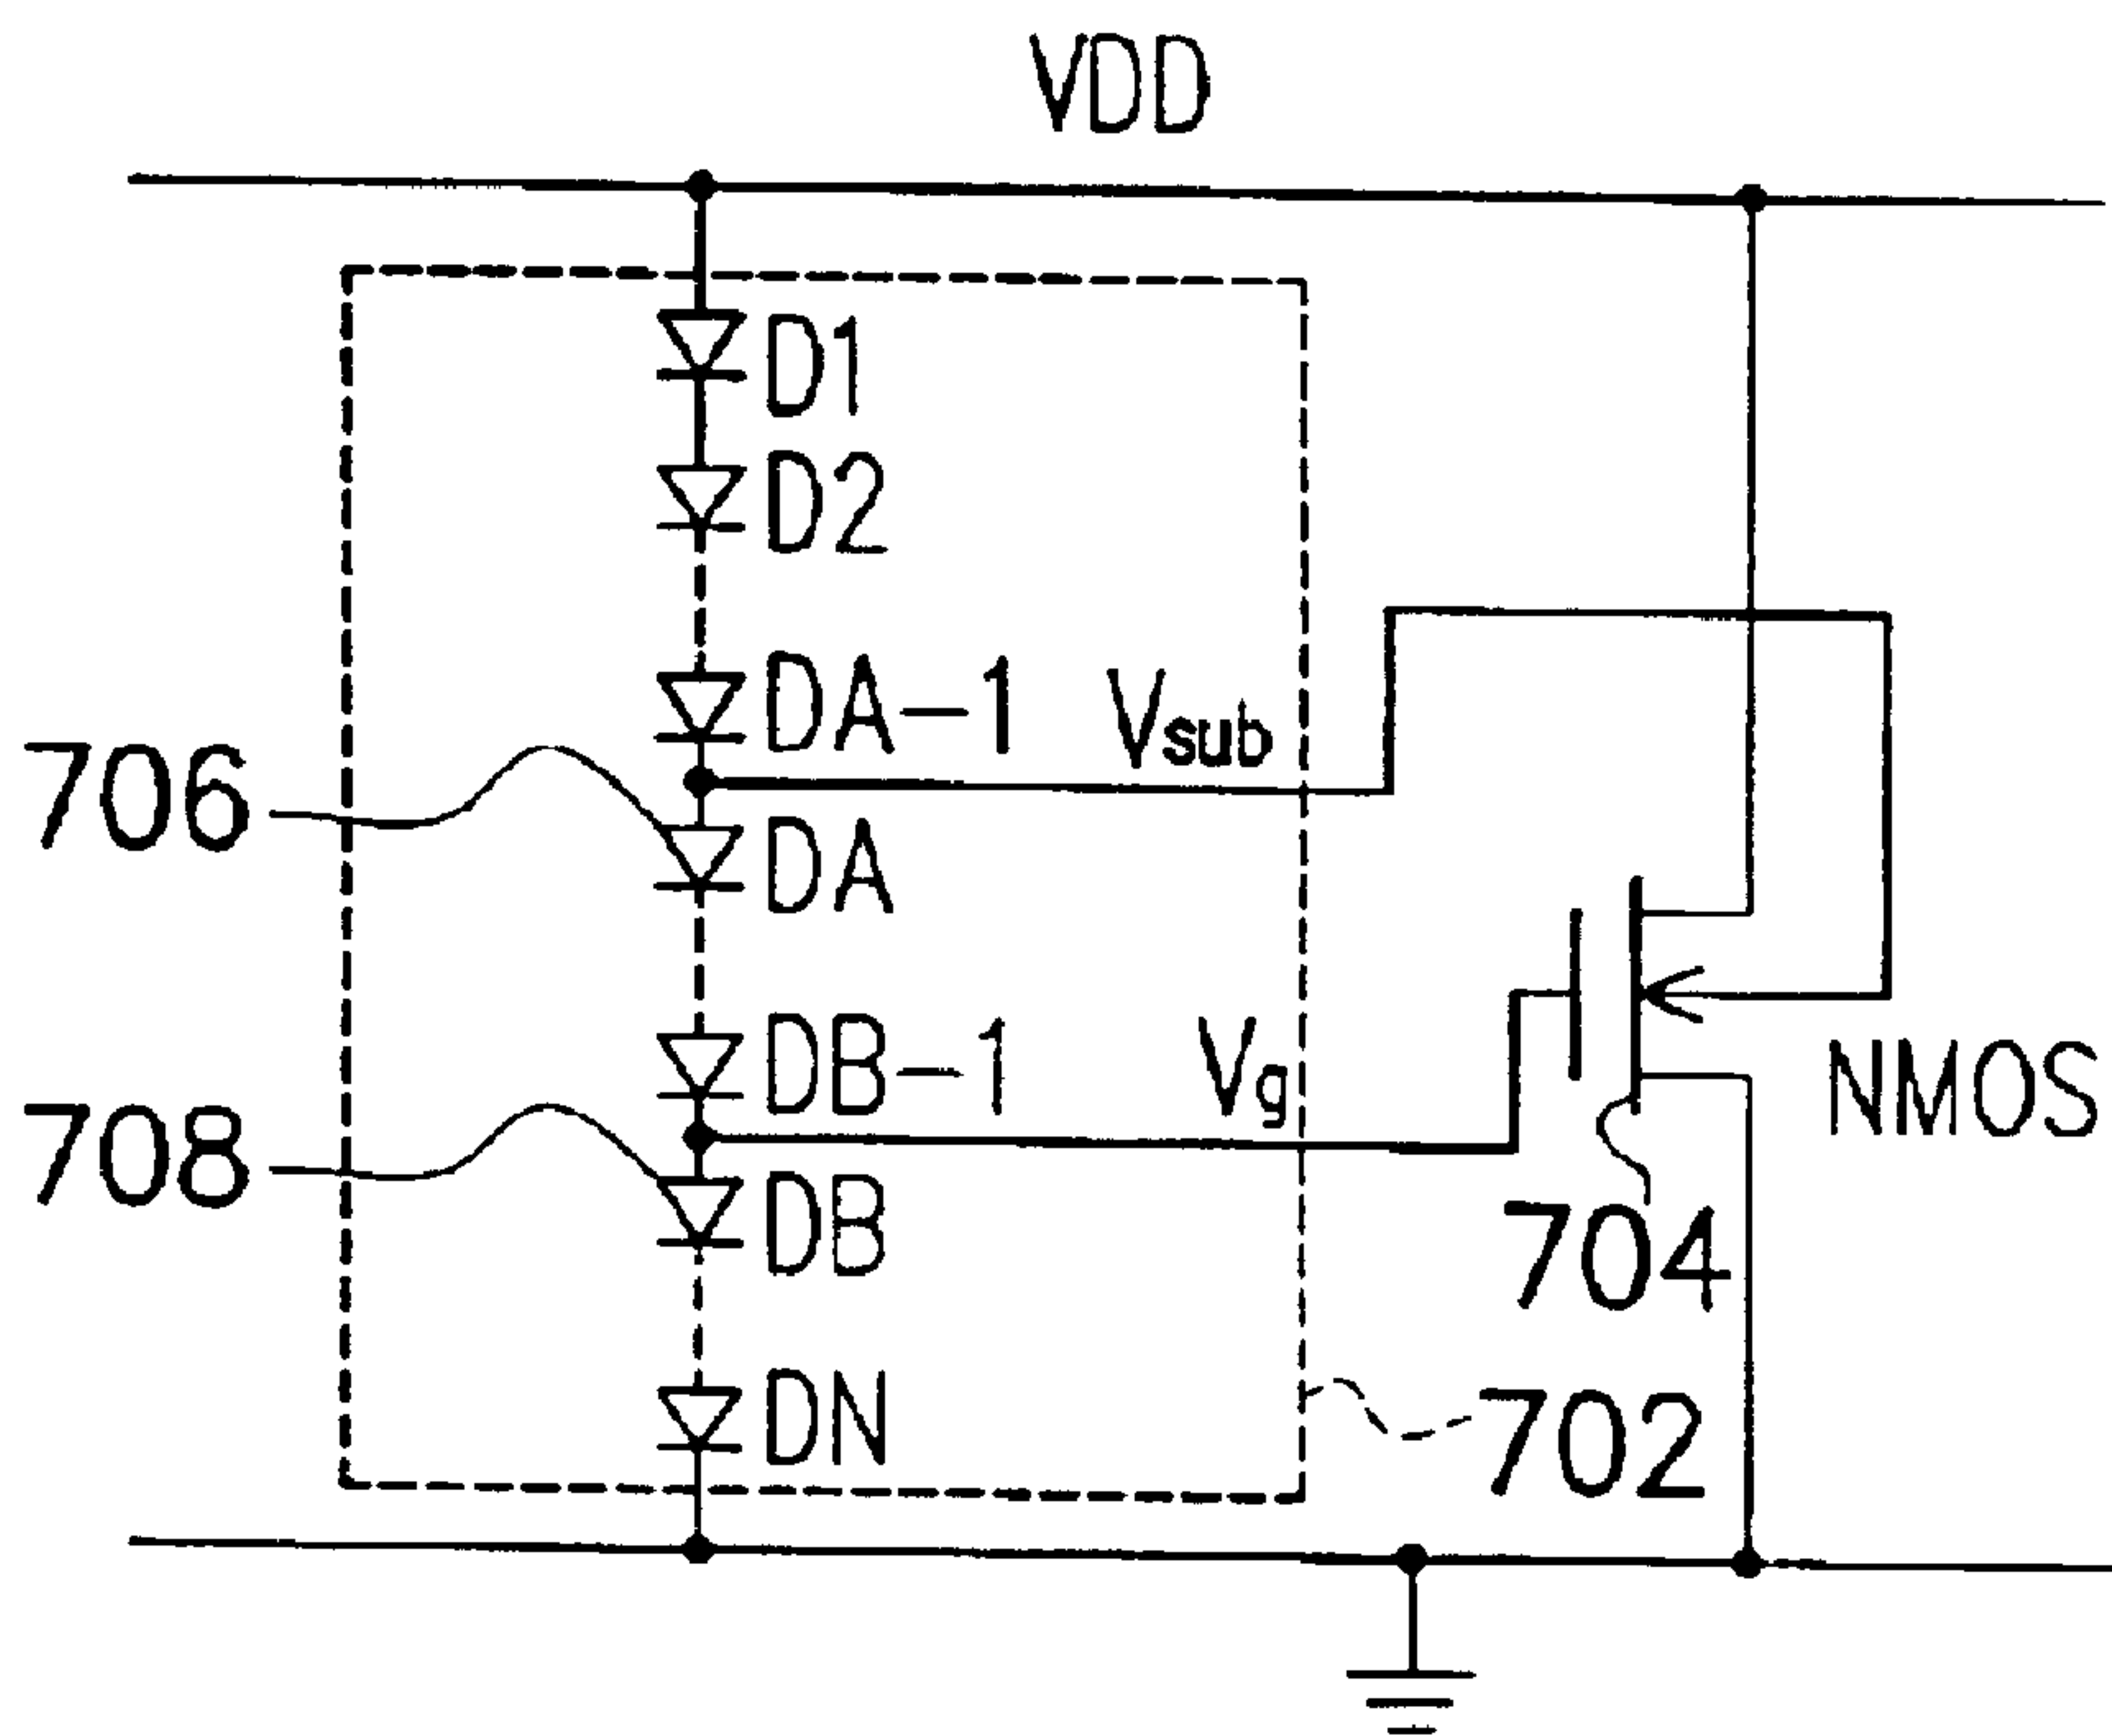 VDD
D1
D2
DA-1
Vsub
706
DA
DB-1
Vg
NMOS
708
DB
704
DN
702